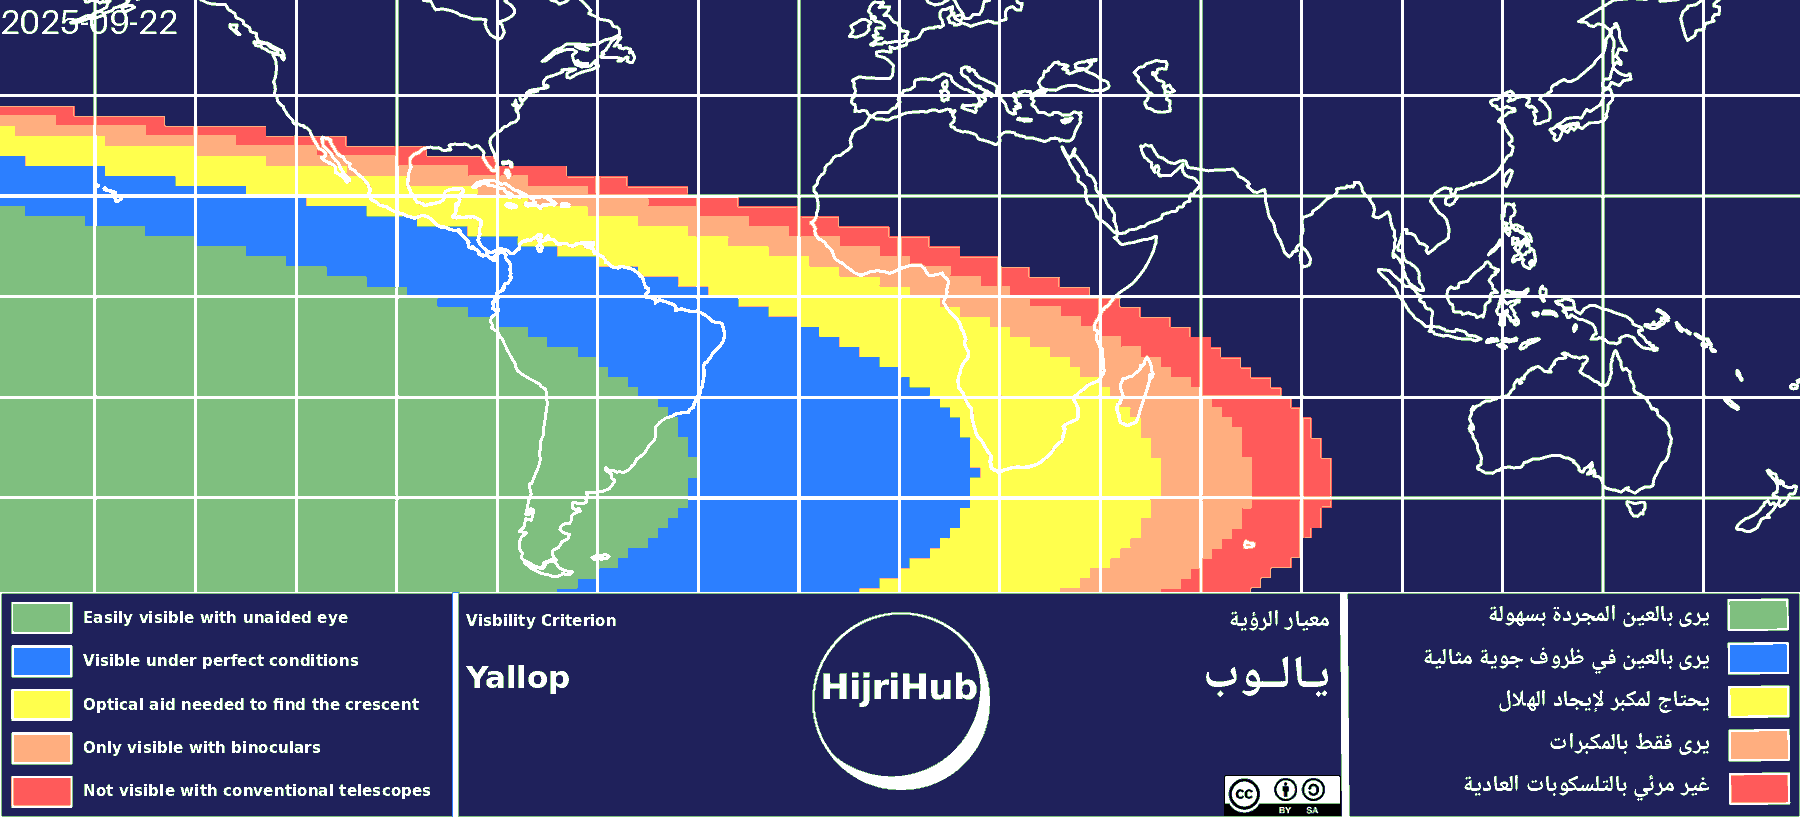 2025-09-22
Easily visible with unaided eye
Visible under perfect conditions
Optical aid needed to find the crescent
Only visible with binoculars
Not visible with conventional telescopes
Visbility Criterion
Yallop
HijriHub
معيار الرؤية
يـالـوب
cc BY SA
يرى بالعين المجردة بسهولة
يرى بالعين في ظروف جوية مثالية
يحتاج لمكبر لإيجاد الهلال
يرى فقط بالمكبرات
غير مرئي بالتلسكوبات العادية